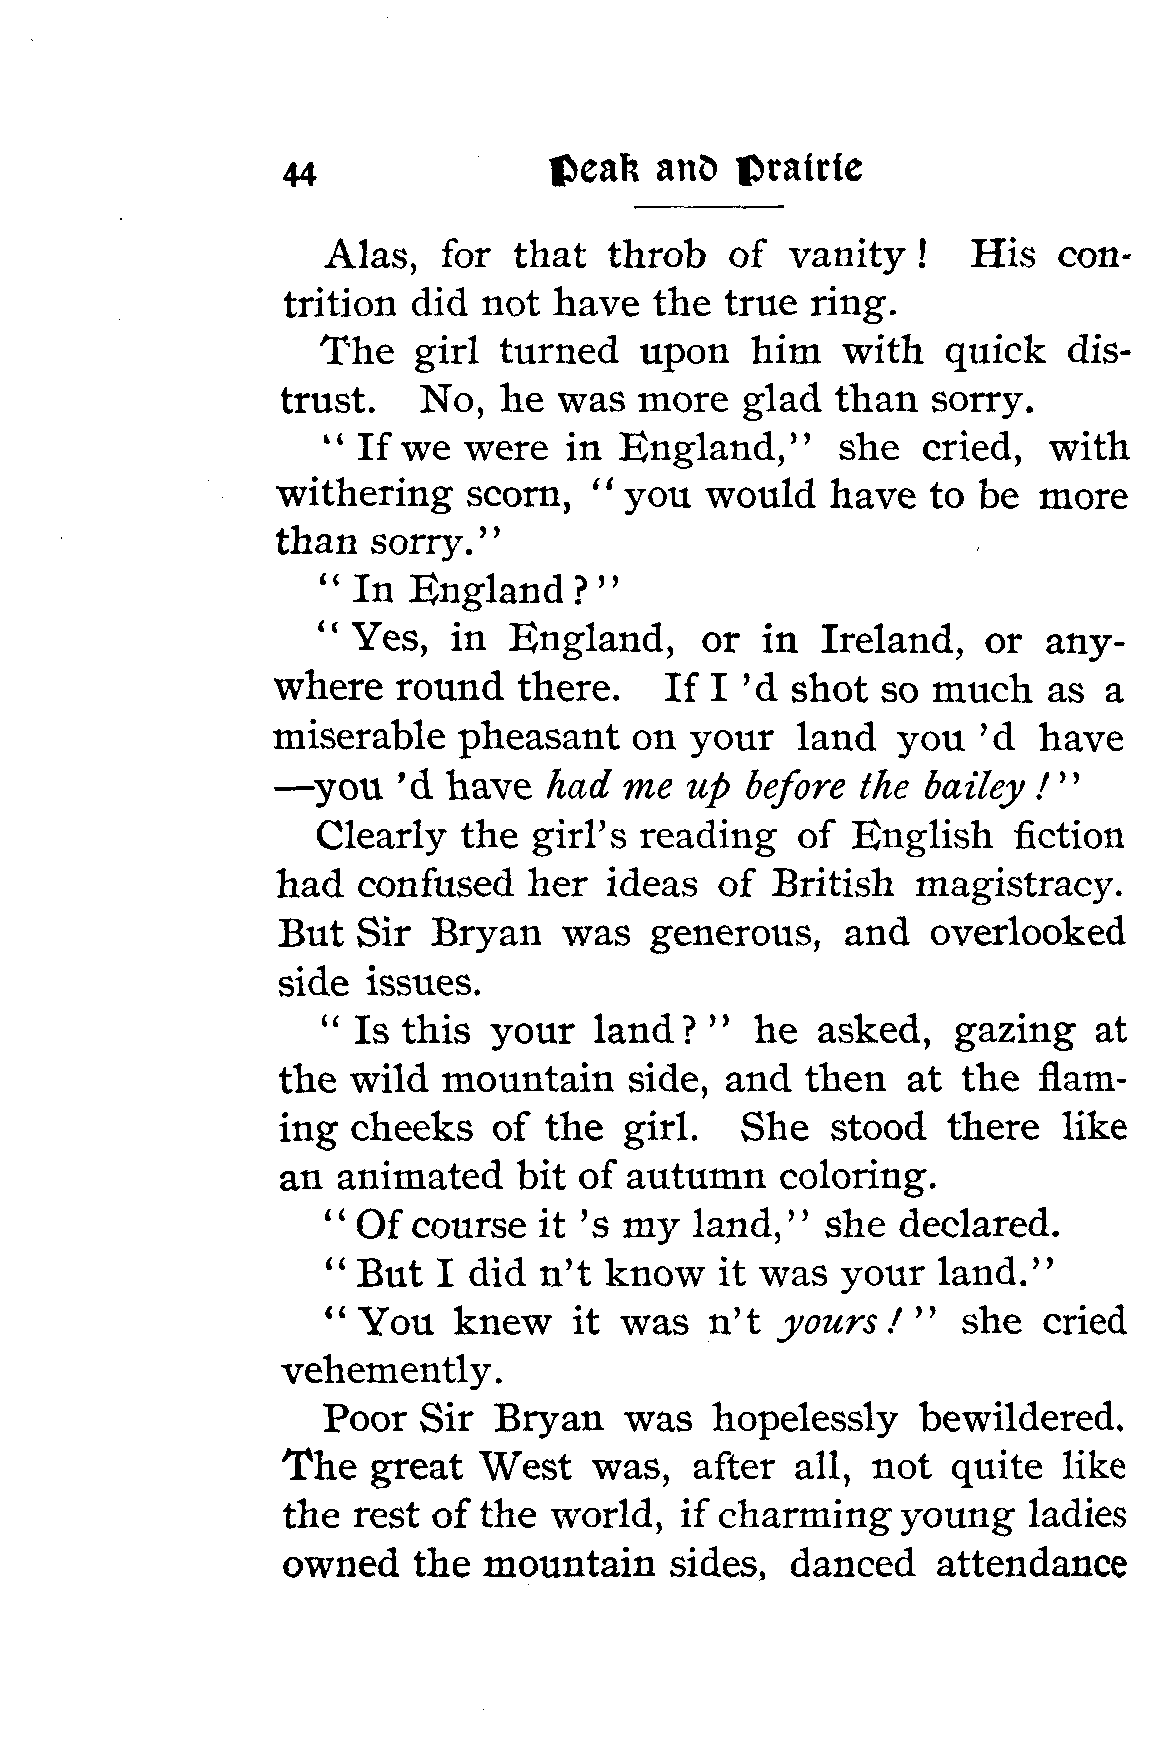 44 Peak and Prairie
Alas, for that throb of vanity ! His con-
trition did not have the true ring.
The girl turned upon him with quick dis-
trust. No, he was more glad than sorry.
“ If we were in England,” she cried, with
withering scorn, “ you would have to be more
than sorry.”
“ In England ? ”
“ Yes, in England, or in Ireland, or any-
where round there. If I ’d shot so much as a
miserable pheasant on your land you ’d have
—you ’d have had me up before the bailey ! ”
Clearly the girl’s reading of English fiction
had confused her ideas of British magistracy.
But Sir Bryan was generous, and overlooked
side issues.
“ Is this your land ? ” he asked, gazing at
the wild mountain side, and then at the flam-
ing cheeks of the girl. She stood there like
an animated bit of autumn coloring.
“ Of course it ’s my land,” she declared.
“ But I did n’t know it was your land.”
“ You knew it was n’t yours ! ” she cried
vehemently.
Poor Sir Bryan was hopelessly bewildered.
The great West was, after all, not quite like
the rest of the world, if charming young ladies
owned the mountain sides, danced attendance